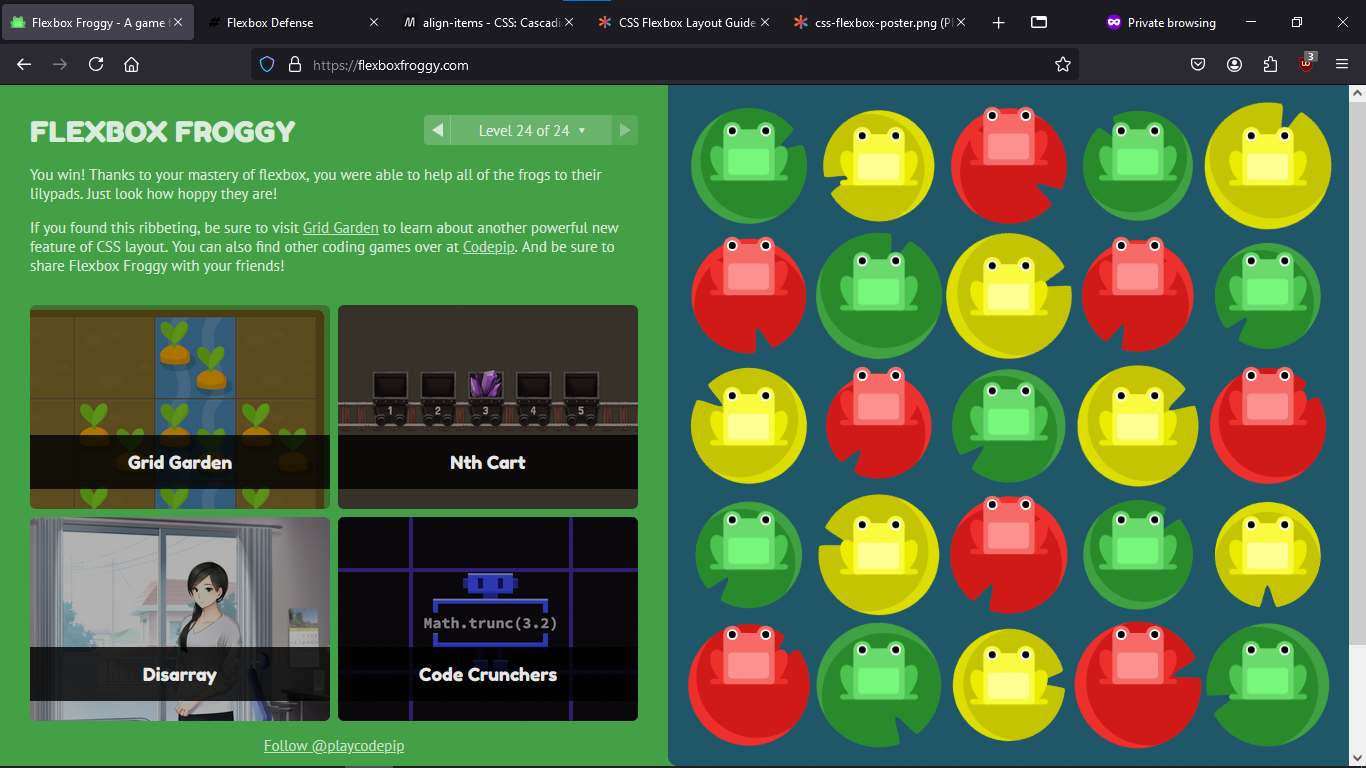 Flexbox Froggy - A game f
Flexbox Defense
align-items - CSS: Cascadi
CSS Flexbox Layout Guide
css-flexbox-poster.png (P
Private browsing
https://flexboxfroggy.com
3
FLEXBOX FROGGY
Level 24 of 24
You win! Thanks to your mastery of flexbox, you were able to help all of the frogs to their
lilypads. Just look how hoppy they are!
If you found this ribbeting, be sure to visit Grid Garden to learn about another powerful new
feature of CSS layout. You can also find other coding games over at Codepip. And be sure to
share Flexbox Froggy with your friends!
1 2 3 4 5
Grid Garden
Nth Cart
Math.trunc(3.2)
Disarray
Code Crunchers
Follow @playcodepip